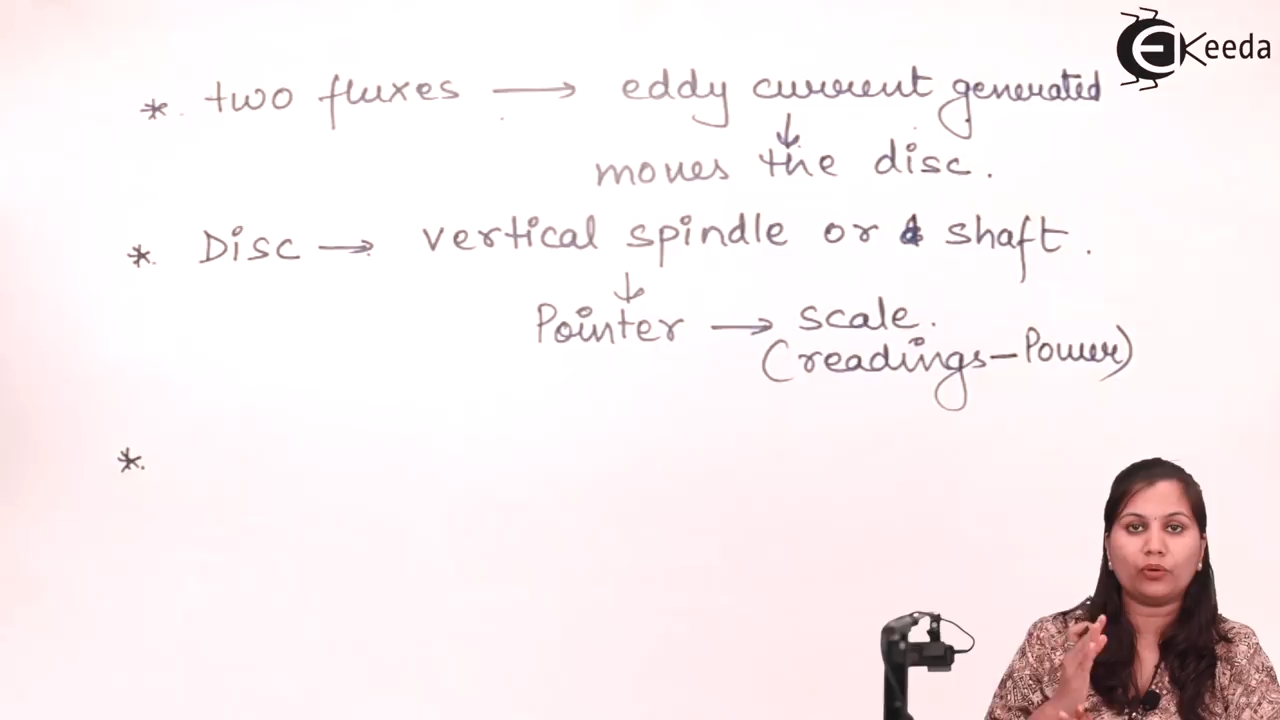 EKeeda
* two fluxes → eddy current generated
↓
moves the disc.
* Disc → vertical spindle or shaft.
↓
Pointer → scale.
(readings-Power)
*